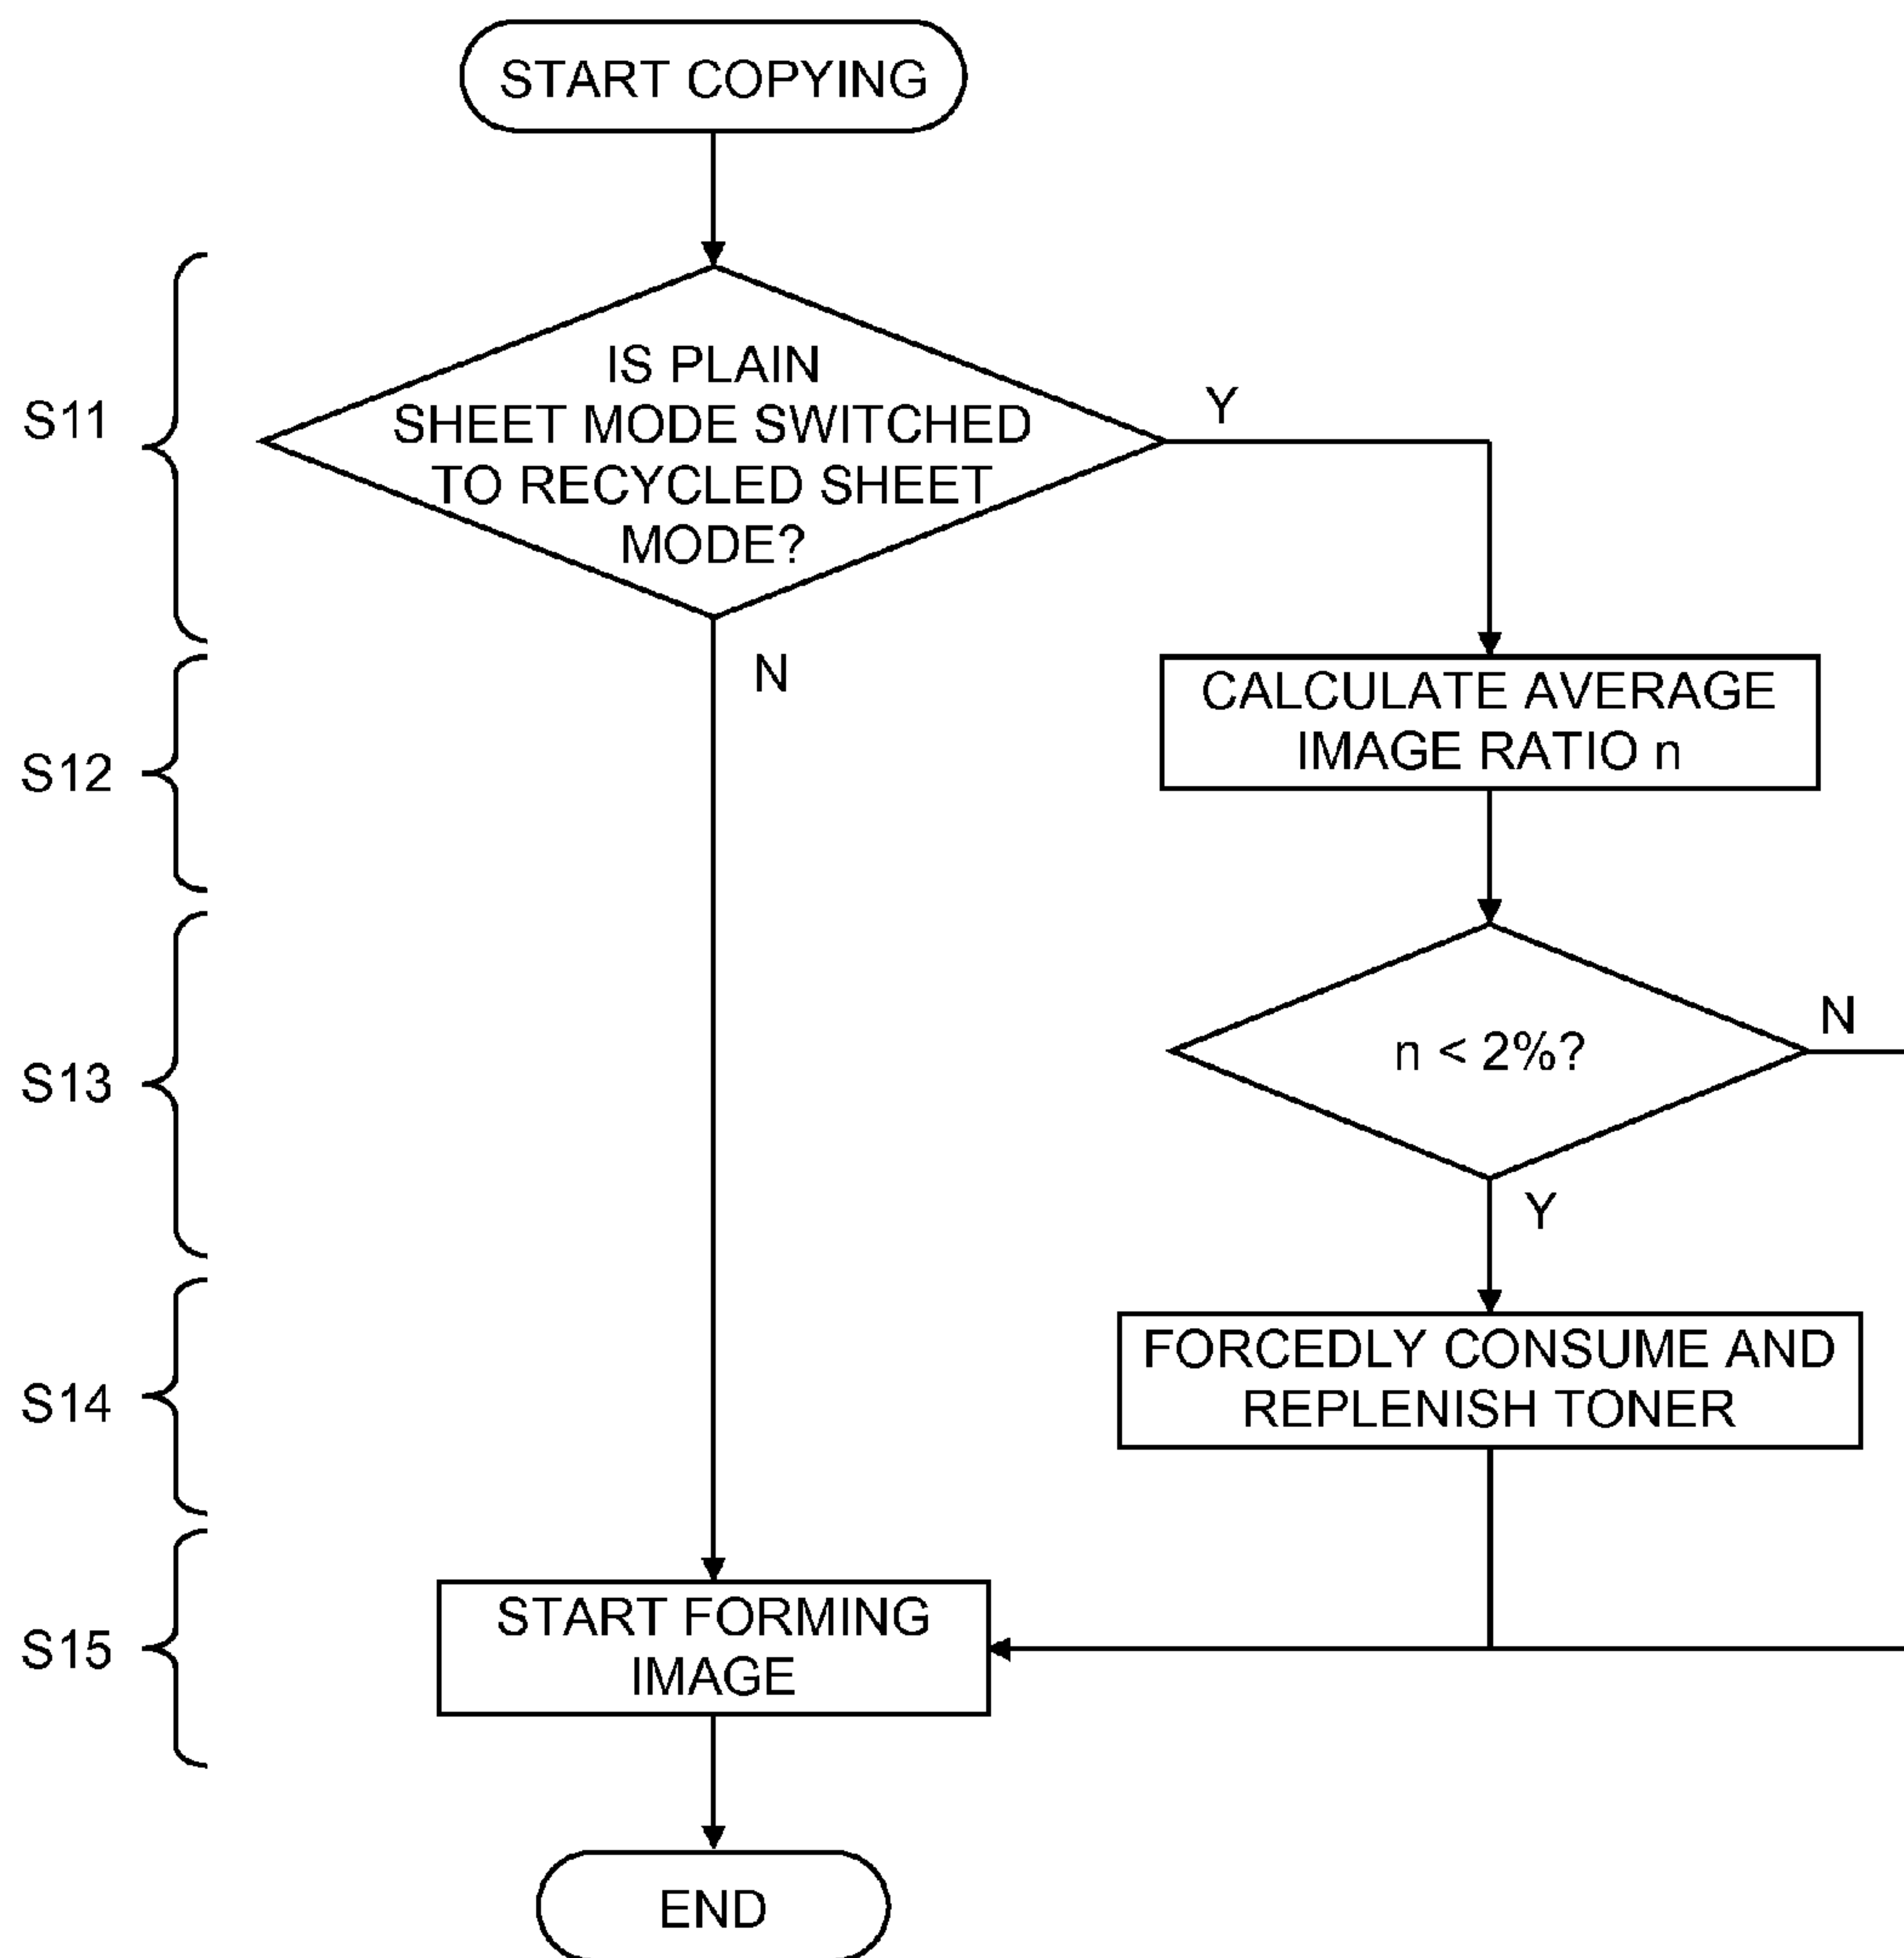 START COPYING
S11
IS PLAIN
SHEET MODE SWITCHED
TO RECYCLED SHEET
MODE?
Y
N
S12
CALCULATE AVERAGE
IMAGE RATIO n
S13
n < 2%?
N
Y
S14
FORCEDLY CONSUME AND
REPLENISH TONER
S15
START FORMING
IMAGE
END